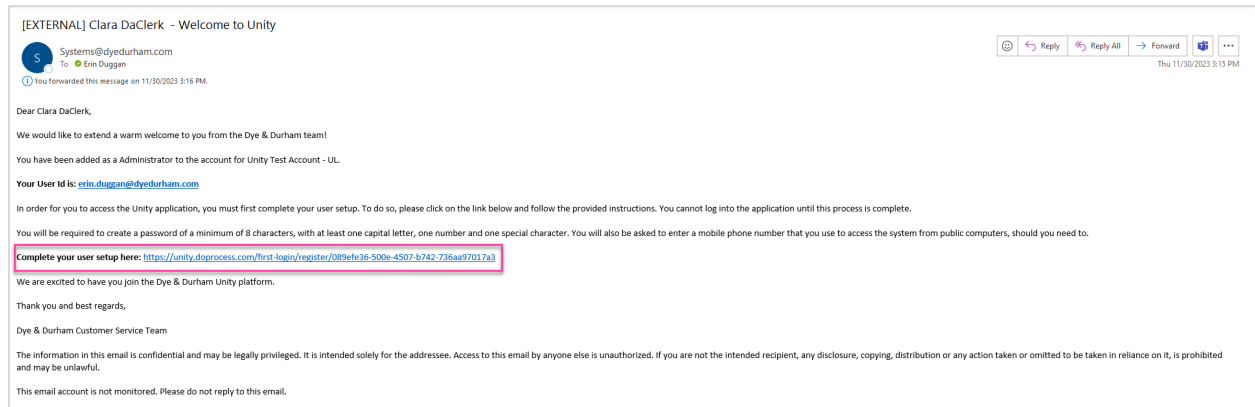 [EXTERNAL] Clara DaClerk - Welcome to Unity
S
Systems@dyedurham.com
To Erin Duggan
Reply Reply All Forward
Thu 11/30/2023 3:15 PM
You forwarded this message on 11/30/2023 3:16 PM.
Dear Clara DaClerk,
We would like to extend a warm welcome to you from the Dye & Durham team!
You have been added as a Administrator to the account for Unity Test Account - UL.
Your User Id is: erin.duggan@dyedurham.com
In order for you to access the Unity application, you must first complete your user setup. To do so, please click on the link below and follow the provided instructions. You cannot log into the application until this process is complete.
You will be required to create a password of a minimum of 8 characters, with at least one capital letter, one number and one special character. You will also be asked to enter a mobile phone number that you use to access the system from public computers, should you need to.
Complete your user setup here: https://unity.doprocess.com/first-login/register/089efe36-500e-4507-b742-736aa97017a3
We are excited to have you join the Dye & Durham Unity platform.
Thank you and best regards,
Dye & Durham Customer Service Team
The information in this email is confidential and may be legally privileged. It is intended solely for the addressee. Access to this email by anyone else is unauthorized. If you are not the intended recipient, any disclosure, copying, distribution or any action taken or omitted to be taken in reliance on it, is prohibited
and may be unlawful.
This email account is not monitored. Please do not reply to this email.